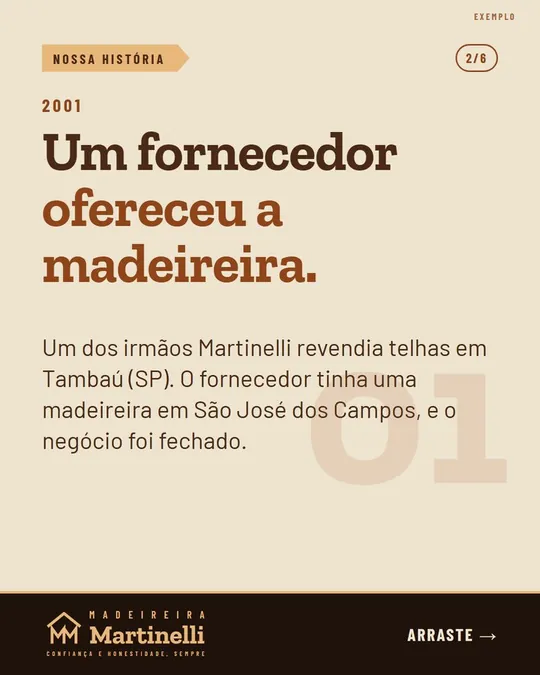 EXEMPLO
NOSSA HISTÓRIA
2/6
2001
Um fornecedor
ofereceu a
madeireira.
Um dos irmãos Martinelli revendia telhas em
Tambaú (SP). O fornecedor tinha uma
madeireira em São José dos Campos, e o
negócio foi fechado.
01
MADEIREIRA
Martinelli
CONFIANÇA E HONESTIDADE, SEMPRE
ARRASTE →